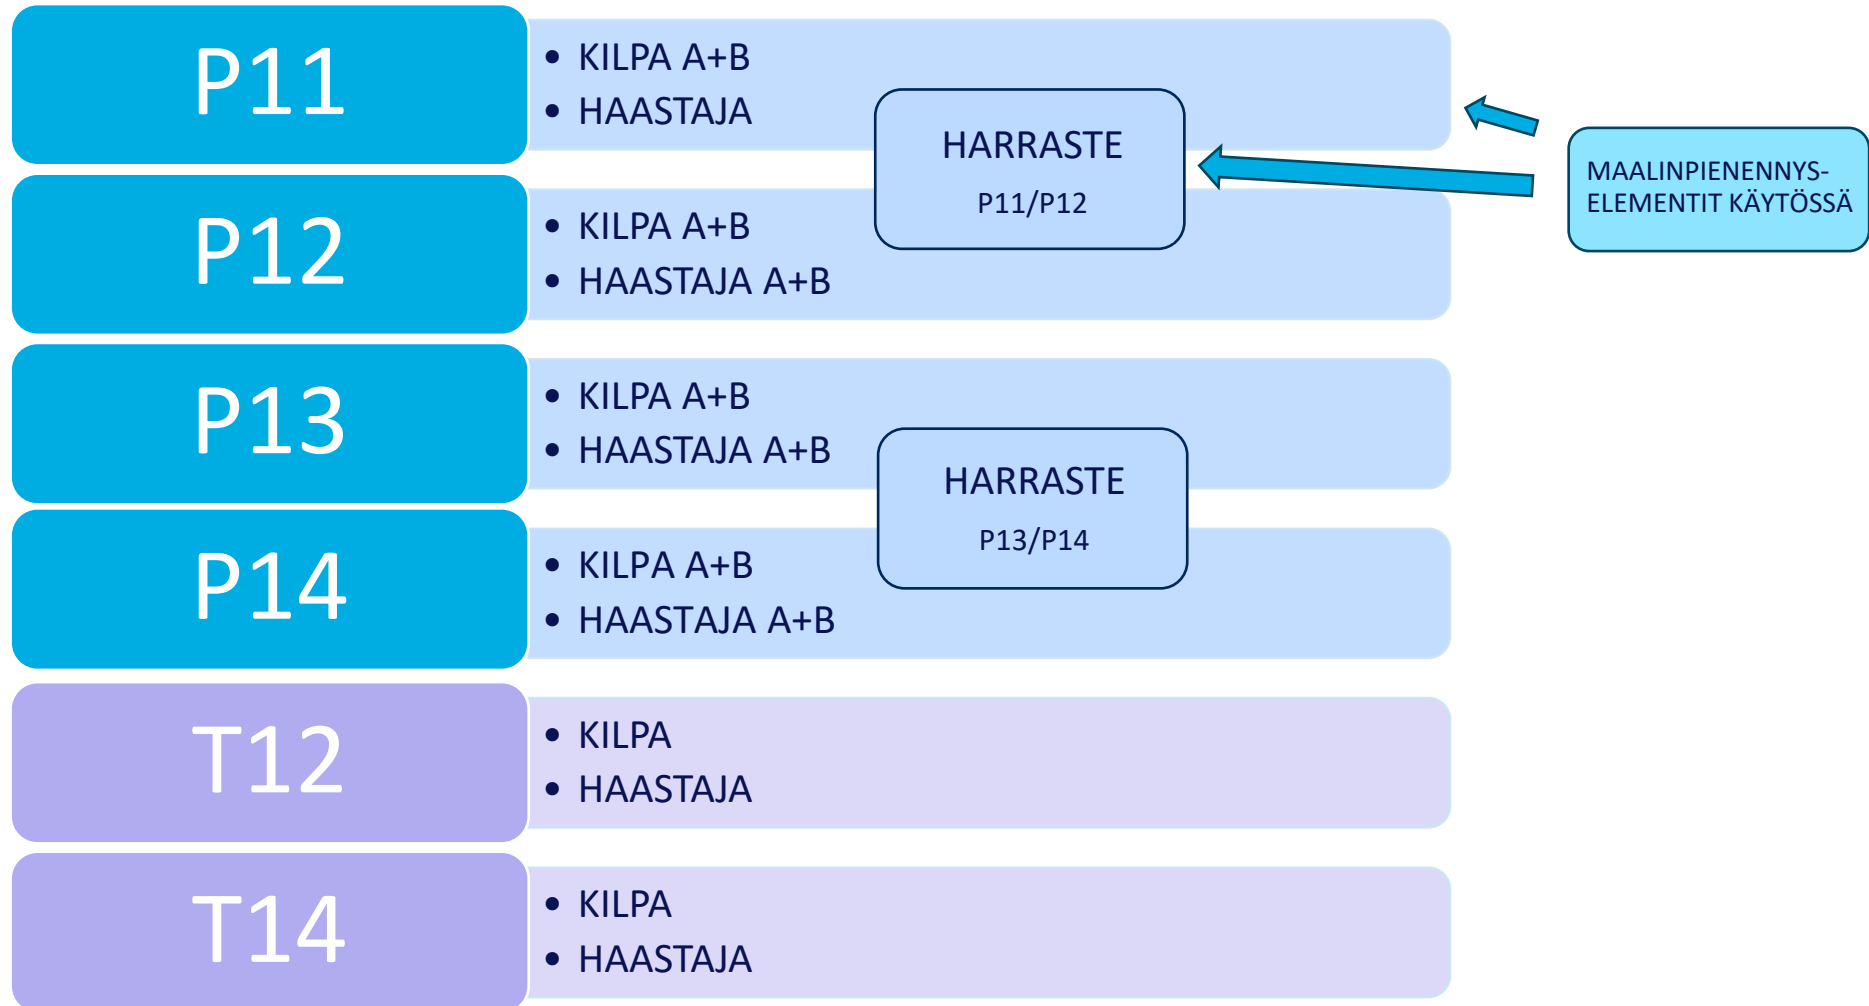 P11
• KILPA A+B
• HAASTAJA
HARRASTE
P11/P12
MAALINPIENENNYS-
ELEMENTIT KÄYTÖSSÄ
P12
• KILPA A+B
• HAASTAJA A+B
P13
• KILPA A+B
• HAASTAJA A+B
HARRASTE
P13/P14
P14
• KILPA A+B
• HAASTAJA A+B
T12
• KILPA
• HAASTAJA
T14
• KILPA
• HAASTAJA